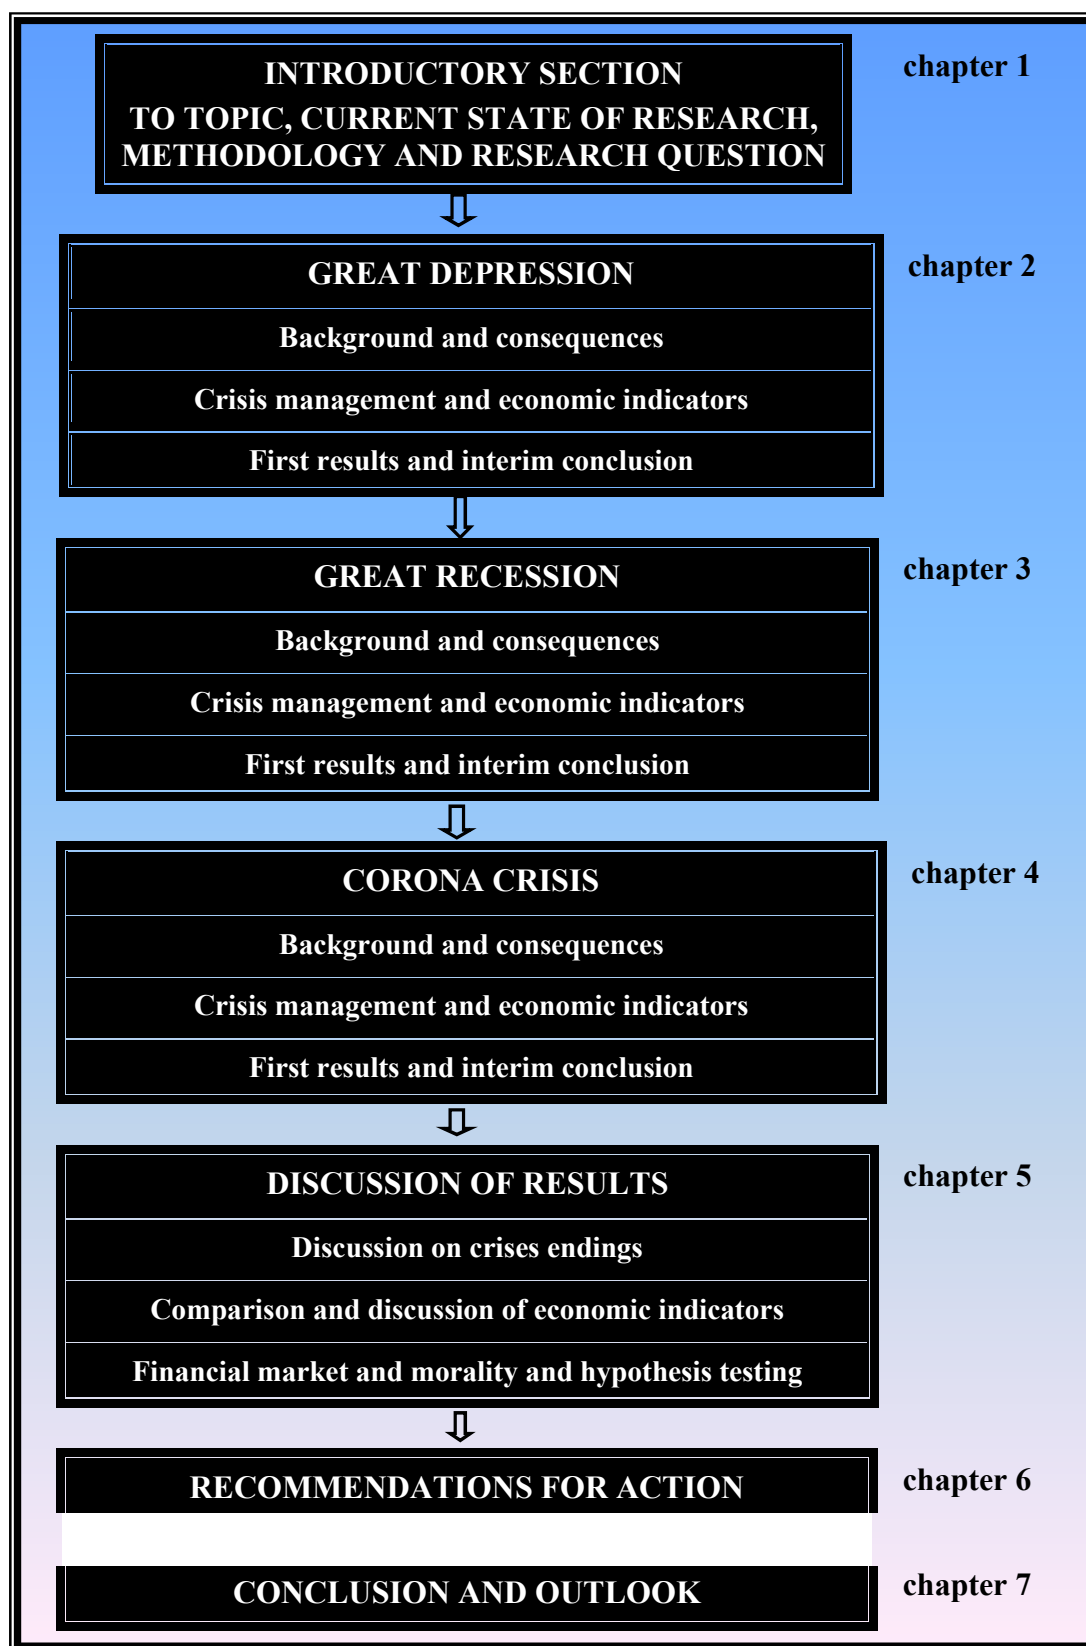 INTRODUCTORY SECTION
chapter 1
TO TOPIC, CURRENT STATE OF RESEARCH,
METHODOLOGY AND RESEARCH QUESTION
GREAT DEPRESSION
chapter 2
Background and consequences
Crisis management and economic indicators
First results and interim conclusion
GREAT RECESSION
chapter 3
Background and consequences
Crisis management and economic indicators
First results and interim conclusion
CORONA CRISIS
chapter 4
Background and consequences
Crisis management and economic indicators
First results and interim conclusion
DISCUSSION OF RESULTS
chapter 5
Discussion on crises endings
Comparison and discussion of economic indicators
Financial market and morality and hypothesis testing
RECOMMENDATIONS FOR ACTION
chapter 6
CONCLUSION AND OUTLOOK
chapter 7